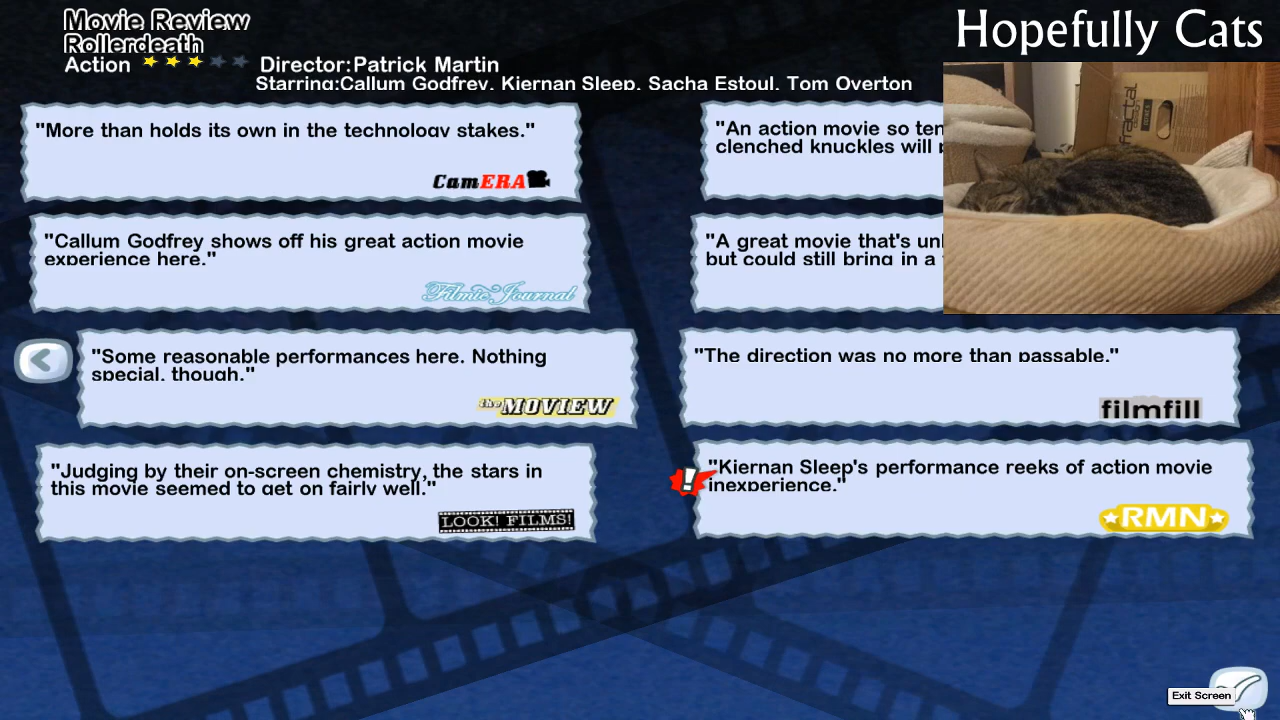 Movie Review
Rollerdeath
Action
Director:Patrick Martin
Starring:Callum Godfrey, Kiernan Sleep, Sacha Estoul, Tom Overton
Hopefully Cats
fractal
"More than holds its own in the technology stakes."
CamERA
"An action movie so
clenched knuckles will
"Callum Godfrey shows off his great action movie
experience here."
Filmic Journal
"A great movie that's
but could still bring in a
"Some reasonable performances here. Nothing
special, though."
the MOVIEW
"The direction was no more than passable."
filmfill
"Judging by their on-screen chemistry, the stars in
this movie seemed to get on fairly well."
LOOK! FILMS!
!
"Kiernan Sleep's performance reeks of action movie
inexperience."
RMN
Exit Screen